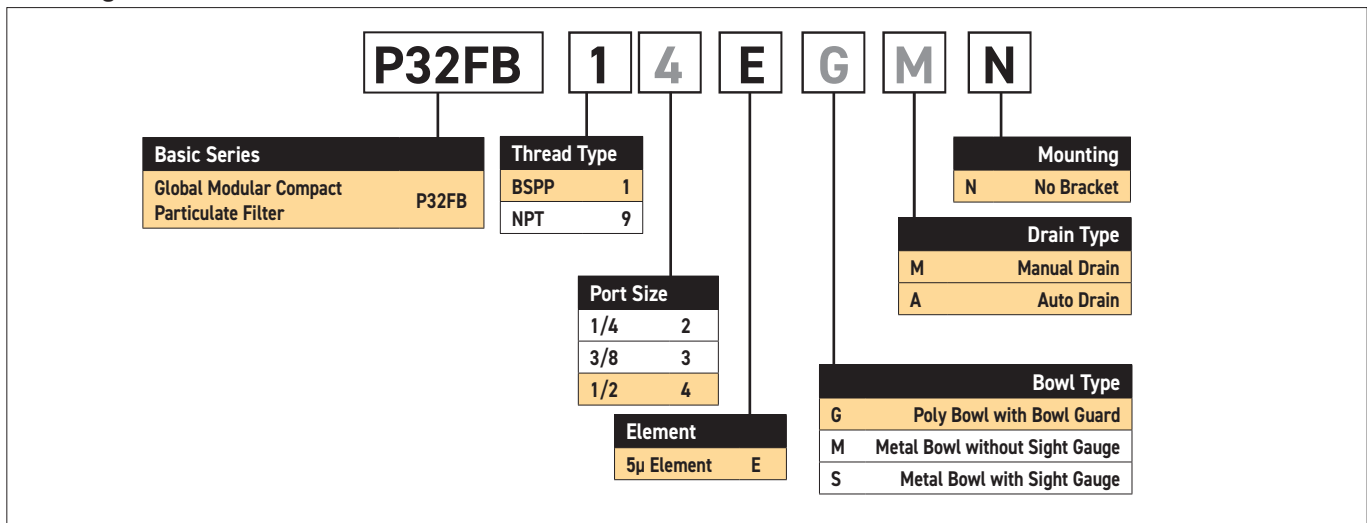 P32FB 1 4 E G M N
Basic Series
Global Modular Compact
Particulate Filter P32FB
Thread Type
BSPP 1
NPT 9
Mounting
N No Bracket
Drain Type
M Manual Drain
A Auto Drain
Port Size
1/4 2
3/8 3
1/2 4
Bowl Type
G Poly Bowl with Bowl Guard
M Metal Bowl without Sight Gauge
S Metal Bowl with Sight Gauge
Element
5µ Element E